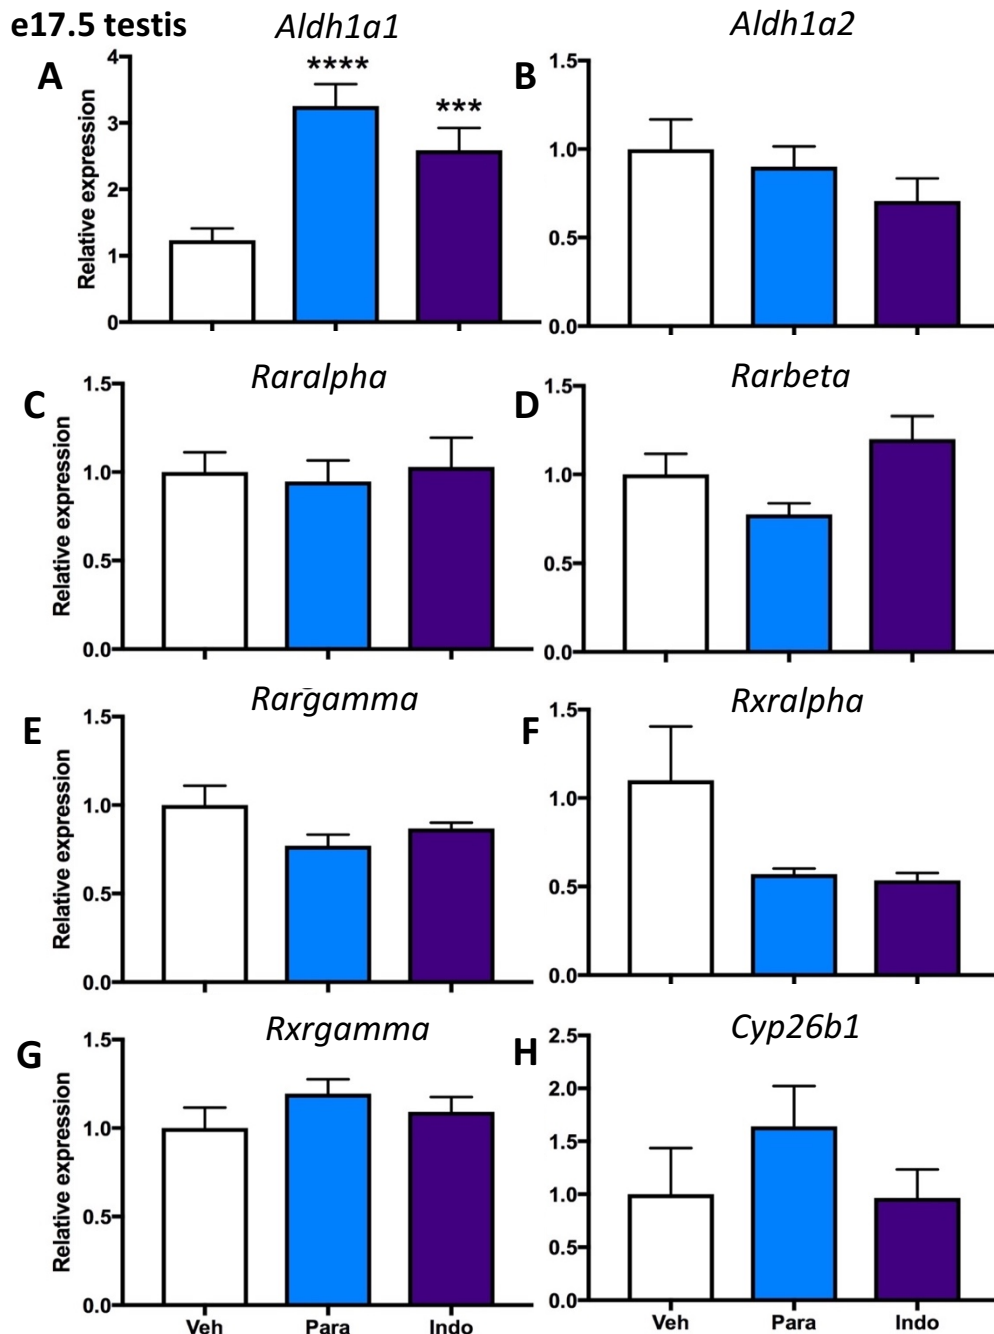 e17.5 testis
Aldh1a1
Aldh1a2
A
B
Relative expression
4
3
2
1
0
****
***
1.5
1.0
0.5
0.0
Raralpha
Rarbeta
C
D
Relative expression
1.5
1.0
0.5
0.0
1.5
1.0
0.5
0.0
Rargamma
Rxralpha
E
F
Relative expression
1.5
1.0
0.5
0.0
1.5
1.0
0.5
0.0
Rxrgamma
Cyp26b1
G
H
Relative expression
1.5
1.0
0.5
0.0
2.5
2.0
1.5
1.0
0.5
0.0
Veh Para Indo
Veh Para Indo